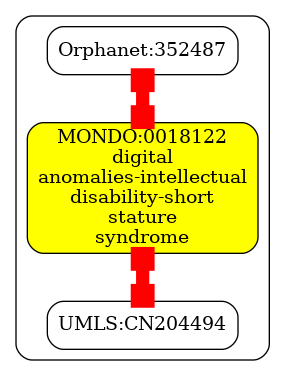 Orphanet:352487
MONDO:0018122
digital
anomalies-intellectual
disability-short
stature
syndrome
UMLS:CN204494